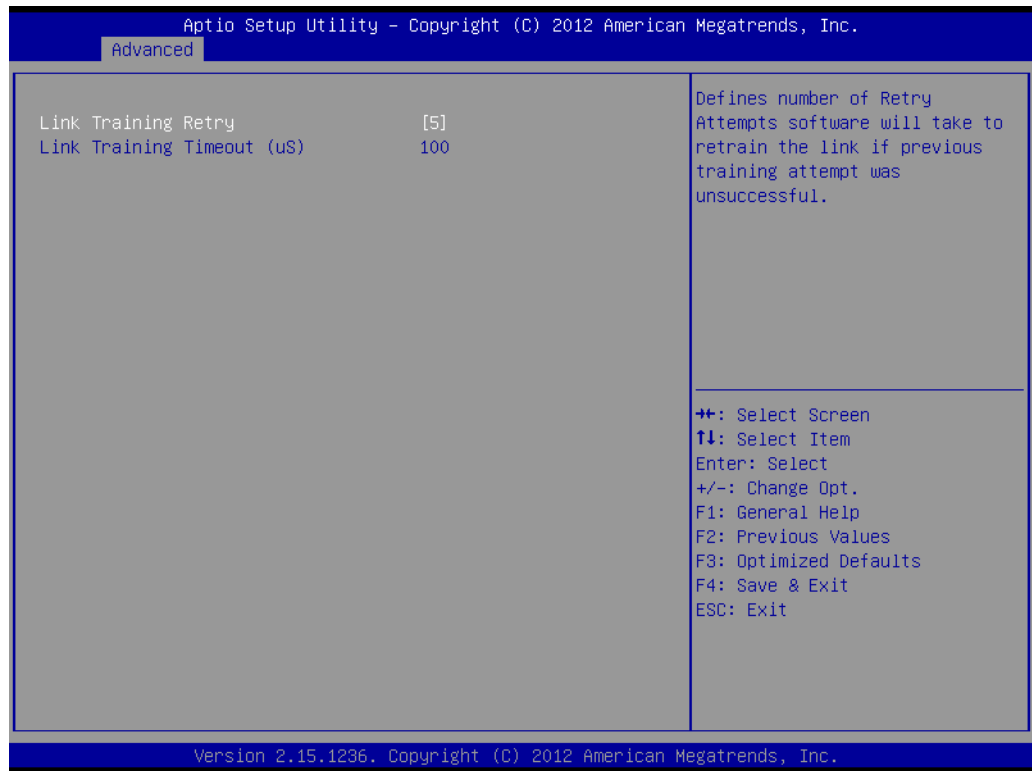 Aptio Setup Utility – Copyright (C) 2012 American Megatrends, Inc.
Advanced
Link Training Retry [5]
Link Training Timeout (uS) 100
Defines number of Retry
Attempts software will take to
retrain the link if previous
training attempt was
unsuccessful.
→←: Select Screen
↑↓: Select Item
Enter: Select
+/-: Change Opt.
F1: General Help
F2: Previous Values
F3: Optimized Defaults
F4: Save & Exit
ESC: Exit
Version 2.15.1236. Copyright (C) 2012 American Megatrends, Inc.